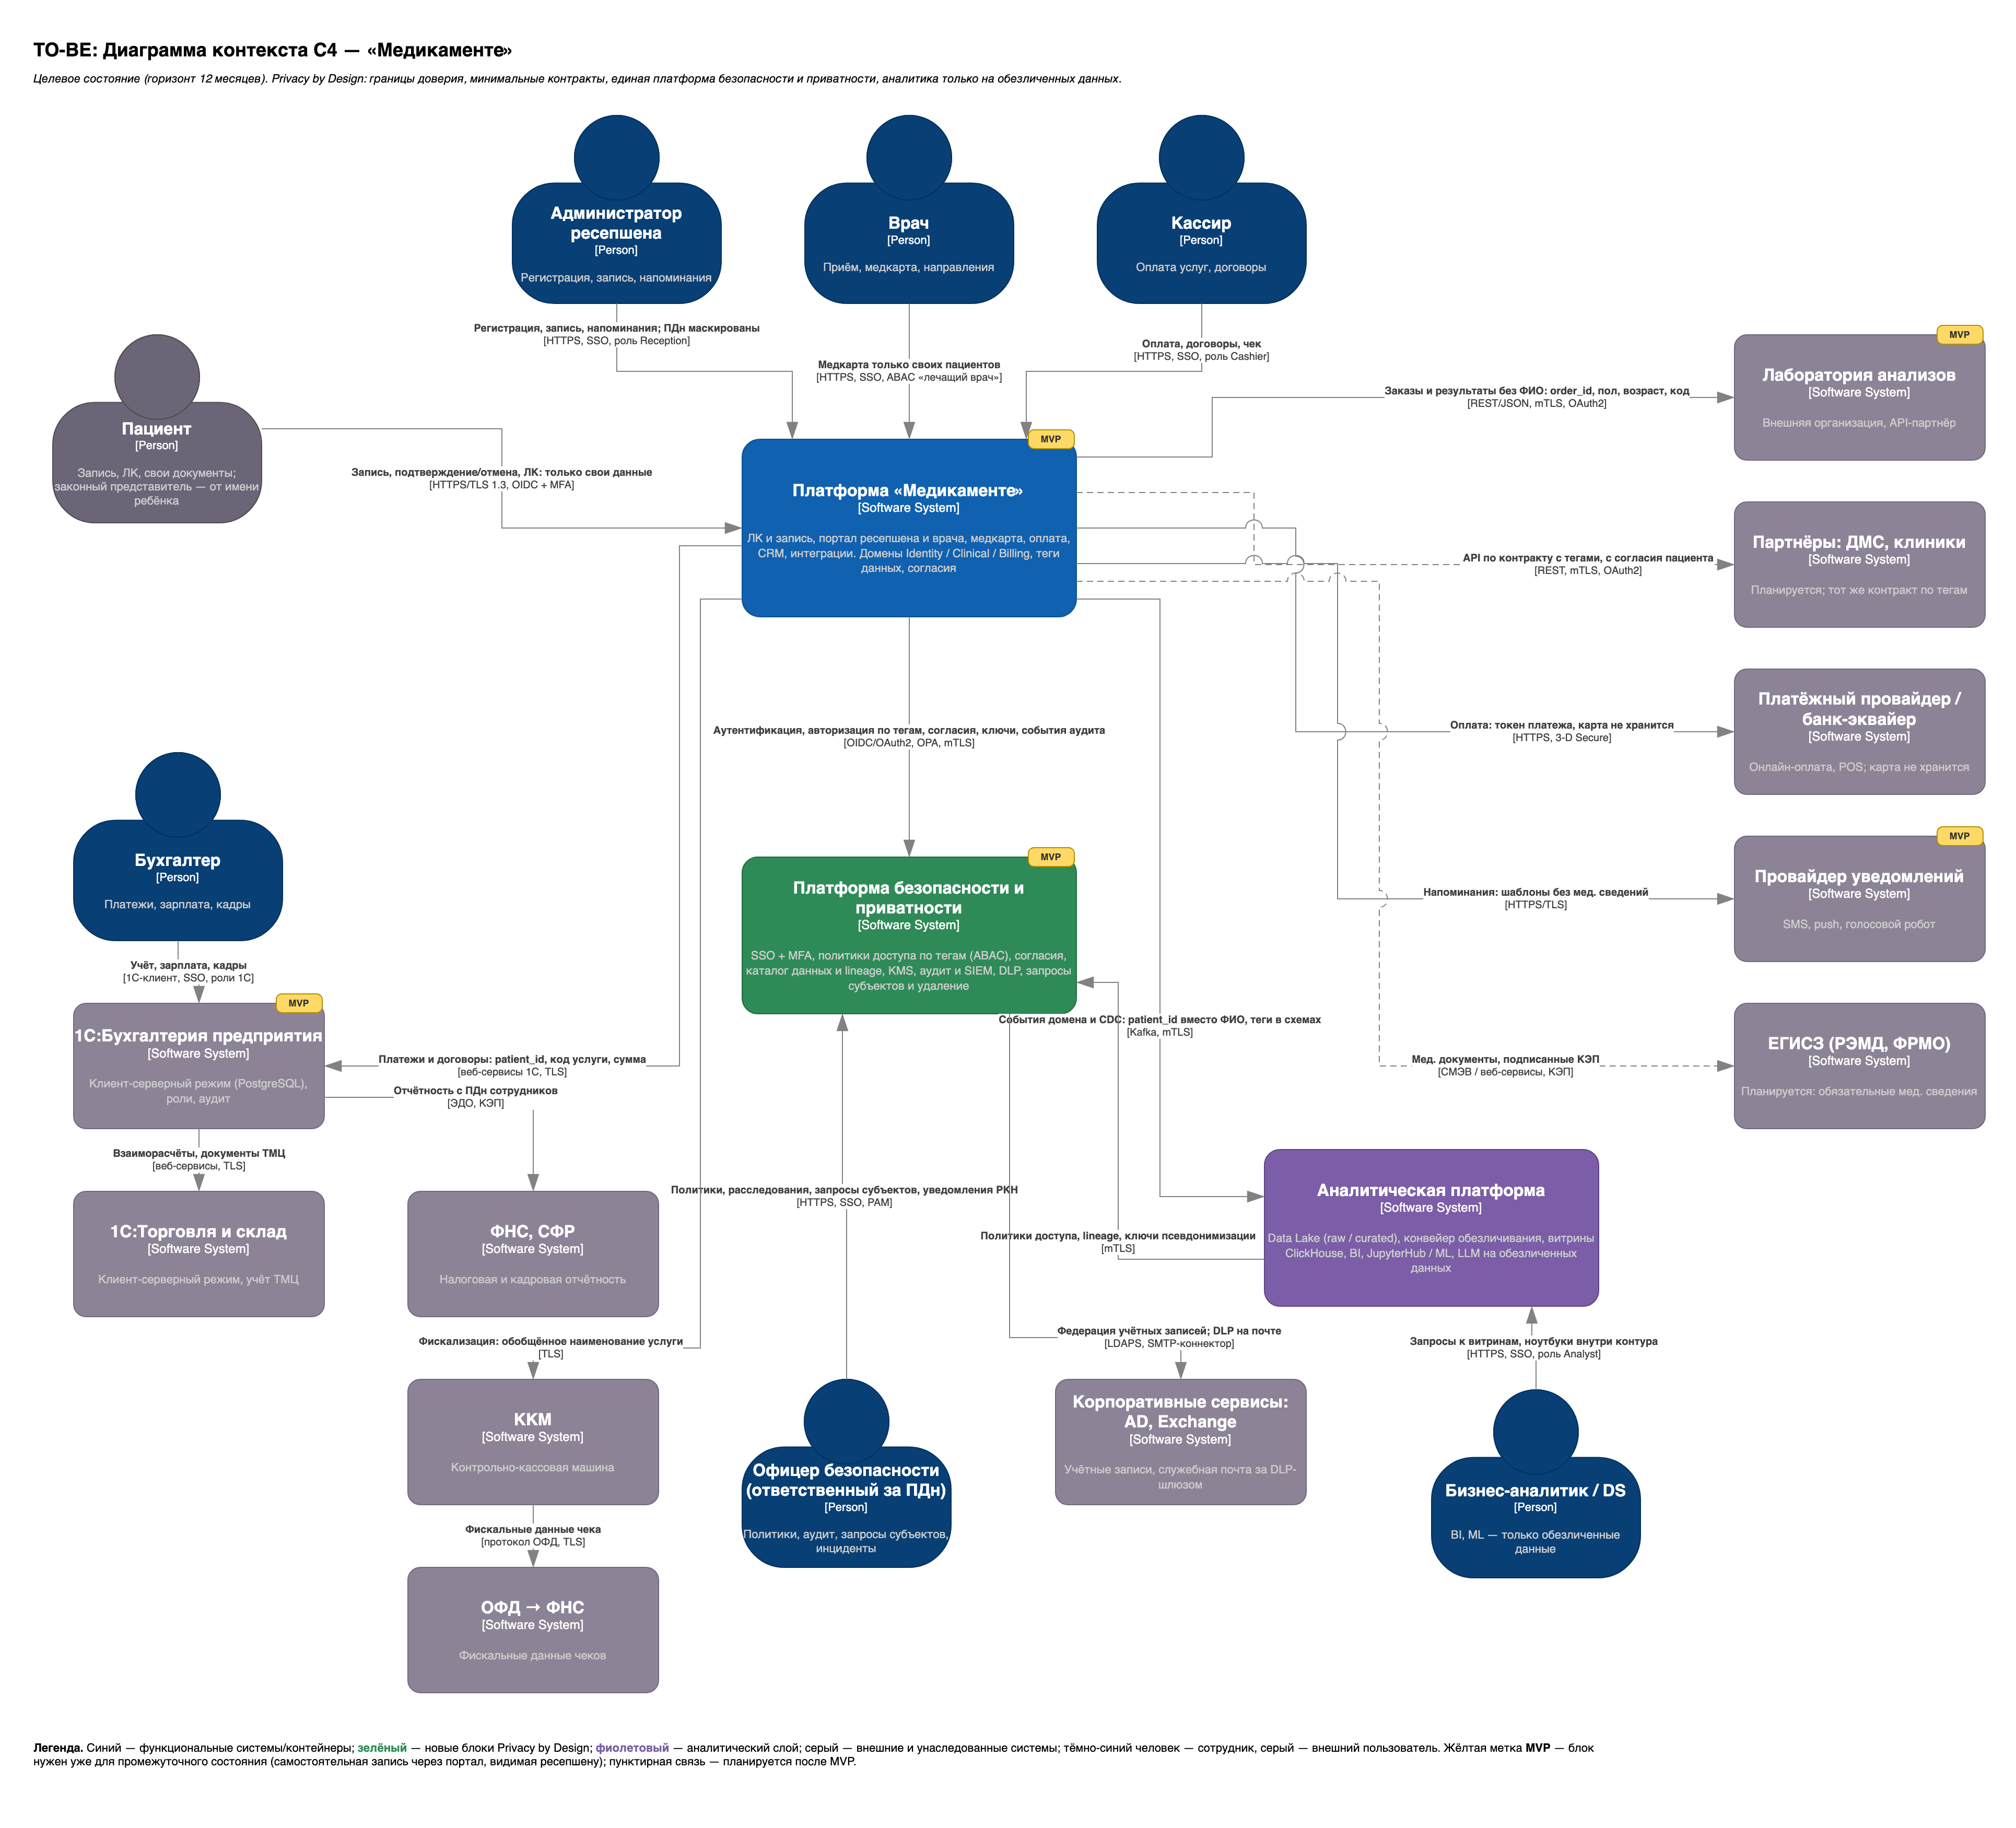 TO-BE: Диаграмма контекста C4 — «Медикаменте»
Целевое состояние (горизонт 12 месяцев). Privacy by Design: границы доверия, минимальные контракты, единая платформа безопасности и приватности, аналитика только на обезличенных данных.
Администратор
ресепшена
[Person]
Регистрация, запись, напоминания
Врач
[Person]
Приём, медкарта, направления
Кассир
[Person]
Оплата услуг, договоры
Регистрация, запись, напоминания; ПДн маскированы
[HTTPS, SSO, роль Reception]
Медкарта только своих пациентов
[HTTPS, SSO, ABAC «лечащий врач»]
Оплата, договоры, чек
[HTTPS, SSO, роль Cashier]
Пациент
[Person]
Запись, ЛК, свои документы;
законный представитель — от имени
ребёнка
Запись, подтверждение/отмена, ЛК: только свои данные
[HTTPS/TLS 1.3, OIDC + MFA]
MVP
Платформа «Медикаменте»
[Software System]
ЛК и запись, портал ресепшена и врача, медкарта, оплата,
CRM, интеграции. Домены Identity / Clinical / Billing, теги
данных, согласия
Заказы и результаты без ФИО: order_id, пол, возраст, код
[REST/JSON, mTLS, OAuth2]
MVP
Лаборатория анализов
[Software System]
Внешняя организация, API-партнёр
API по контракту с тегами, с согласия пациента
[REST, mTLS, OAuth2]
Партнёры: ДМС, клиники
[Software System]
Планируется; тот же контракт по тегам
Оплата: токен платежа, карта не хранится
[HTTPS, 3-D Secure]
Платёжный провайдер /
банк-эквайер
[Software System]
Онлайн-оплата, POS; карта не хранится
Напоминания: шаблоны без мед. сведений
[HTTPS/TLS]
MVP
Провайдер уведомлений
[Software System]
SMS, push, голосовой робот
Мед. документы, подписанные КЭП
[СМЭВ / веб-сервисы, КЭП]
ЕГИСЗ (РЭМД, ФРМО)
[Software System]
Планируется: обязательные мед. сведения
Аутентификация, авторизация по тегам, согласия, ключи, события аудита
[OIDC/OAuth2, OPA, mTLS]
MVP
Платформа безопасности и
приватности
[Software System]
SSO + MFA, политики доступа по тегам (ABAC), согласия,
каталог данных и lineage, KMS, аудит и SIEM, DLP, запросы
субъектов и удаление
События домена и CDC: patient_id вместо ФИО, теги в схемах
[Kafka, mTLS]
Бухгалтер
[Person]
Платежи, зарплата, кадры
Учёт, зарплата, кадры
[1С-клиент, SSO, роли 1С]
MVP
1С:Бухгалтерия предприятия
[Software System]
Клиент-серверный режим (PostgreSQL),
роли, аудит
Платежи и договоры: patient_id, код услуги, сумма
[веб-сервисы 1С, TLS]
Отчётность с ПДн сотрудников
[ЭДО, КЭП]
Взаиморасчёты, документы ТМЦ
[веб-сервисы, TLS]
1С:Торговля и склад
[Software System]
Клиент-серверный режим, учёт ТМЦ
ФНС, СФР
[Software System]
Налоговая и кадровая отчётность
Политики, расследования, запросы субъектов, уведомления РКН
[HTTPS, SSO, PAM]
Политики доступа, lineage, ключи псевдонимизации
[mTLS]
Аналитическая платформа
[Software System]
Data Lake (raw / curated), конвейер обезличивания, витрины
ClickHouse, BI, JupyterHub / ML, LLM на обезличенных
данных
Фискализация: обобщённое наименование услуги
[TLS]
Федерация учётных записей; DLP на почте
[LDAPS, SMTP-коннектор]
Запросы к витринам, ноутбуки внутри контура
[HTTPS, SSO, роль Analyst]
ККМ
[Software System]
Контрольно-кассовая машина
Офицер безопасности
(ответственный за ПДн)
[Person]
Политики, аудит, запросы субъектов,
инциденты
Корпоративные сервисы:
AD, Exchange
[Software System]
Учётные записи, служебная почта за DLP-
шлюзом
Бизнес-аналитик / DS
[Person]
BI, ML — только обезличенные
данные
Фискальные данные чека
[протокол ОФД, TLS]
ОФД → ФНС
[Software System]
Фискальные данные чеков
Легенда. Синий — функциональные системы/контейнеры; зелёный — новые блоки Privacy by Design; фиолетовый — аналитический слой; серый — внешние и унаследованные системы; тёмно-синий человек — сотрудник, серый — внешний пользователь. Жёлтая метка MVP — блок
нужен уже для промежуточного состояния (самостоятельная запись через портал, видимая ресепшену); пунктирная связь — планируется после MVP.